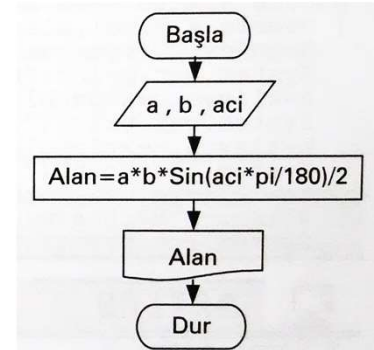 Başla
a , b , aci
Alan=a*b*Sin(aci*pi/180)/2
Alan
Dur